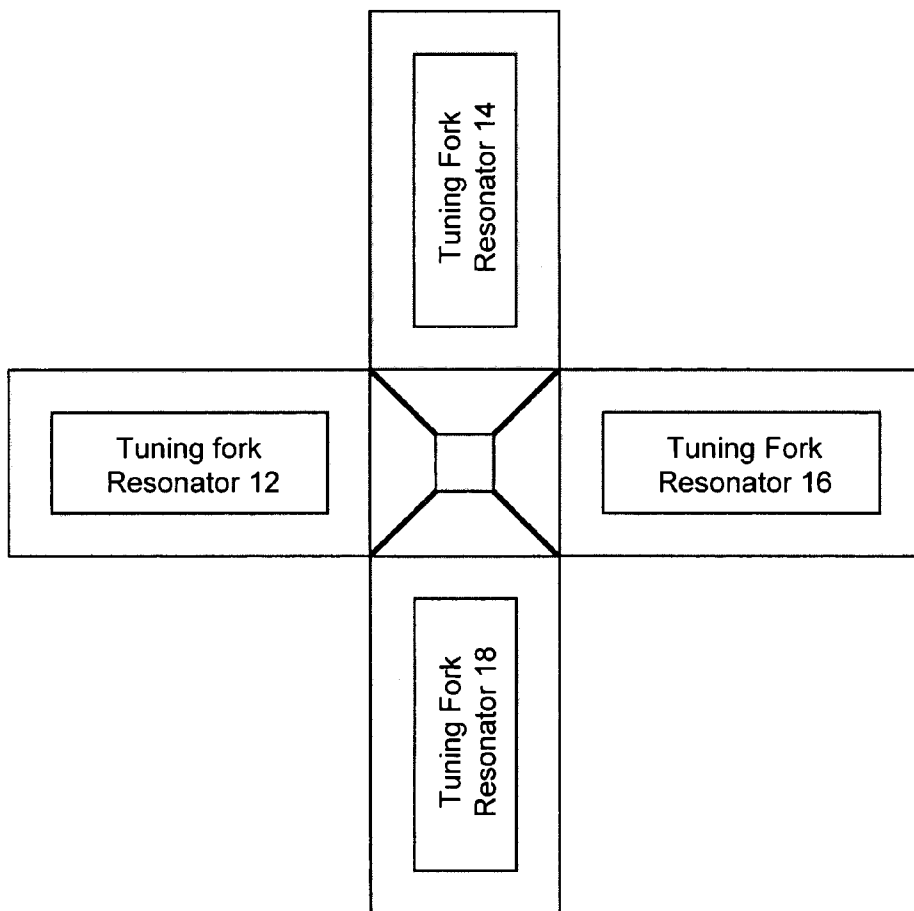 Tuning Fork
Resonator 14
Tuning fork
Resonator 12
Tuning Fork
Resonator 16
Tuning Fork
Resonator 18